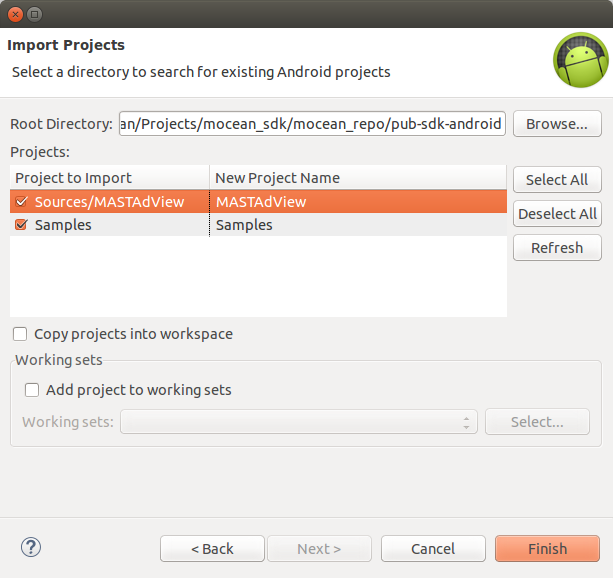 Import Projects
Select a directory to search for existing Android projects
Root Directory: an/Projects/mocean_sdk/mocean_repo/pub-sdk-android Browse...
Projects:
Project to Import New Project Name
Sources/MASTAdView MASTAdView
Samples Samples
Select All
Deselect All
Refresh
Copy projects into workspace
Working sets
Add project to working sets
Working sets: Select...
? < Back Next > Cancel Finish